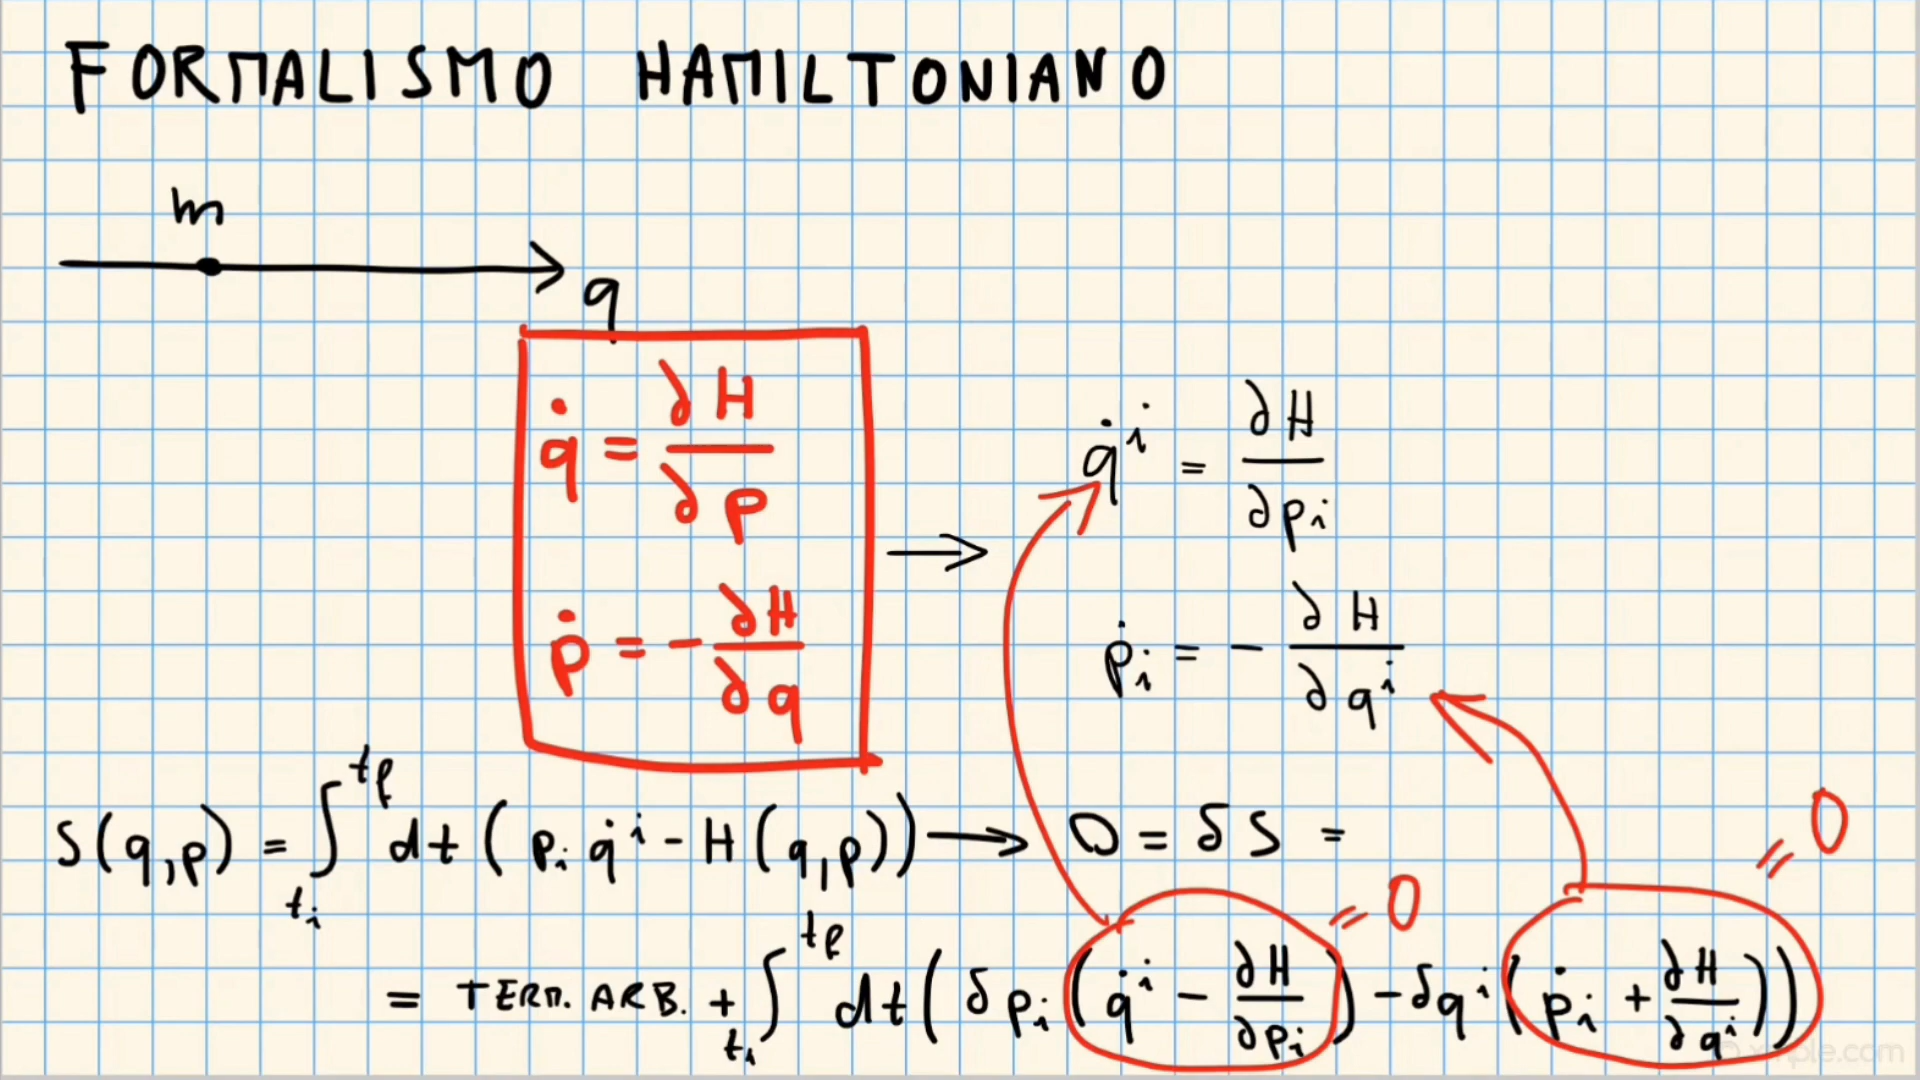 FORMALISMO HAMILTONIANO
m
q
q̇ = ∂H/∂p
ṗ = -∂H/∂q
→
q̇ⁱ = ∂H/∂pᵢ
ṗᵢ = -∂H/∂qⁱ
S(q,p) = ∫_{tᵢ}^{t_f} dt (pᵢ q̇ⁱ - H(q,p)) → 0 = δS =
= TERM. ARB. + ∫_{tᵢ}^{t_f} dt (δpᵢ (q̇ⁱ - ∂H/∂pᵢ) - δqⁱ (ṗᵢ + ∂H/∂qⁱ))
= 0
= 0